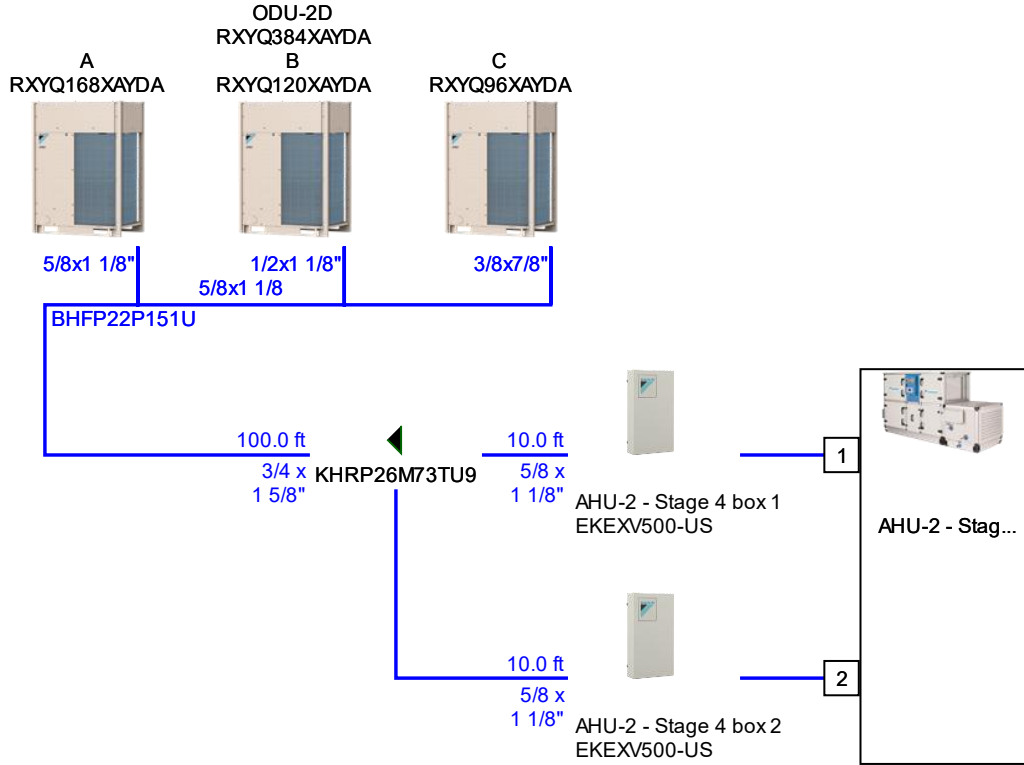 ODU-2D
RXYQ384XAYDA
A
B
C
RXYQ168XAYDA
RXYQ120XAYDA
RXYQ96XAYDA
5/8x1 1/8"
1/2x1 1/8"
3/8x7/8"
5/8x1 1/8
BHFP22P151U
100.0 ft
3/4 x
1 5/8"
KHRP26M73TU9
10.0 ft
5/8 x
1 1/8"
AHU-2 - Stage 4 box 1
EKEXV500-US
1
AHU-2 - Stag...
10.0 ft
5/8 x
1 1/8"
AHU-2 - Stage 4 box 2
EKEXV500-US
2